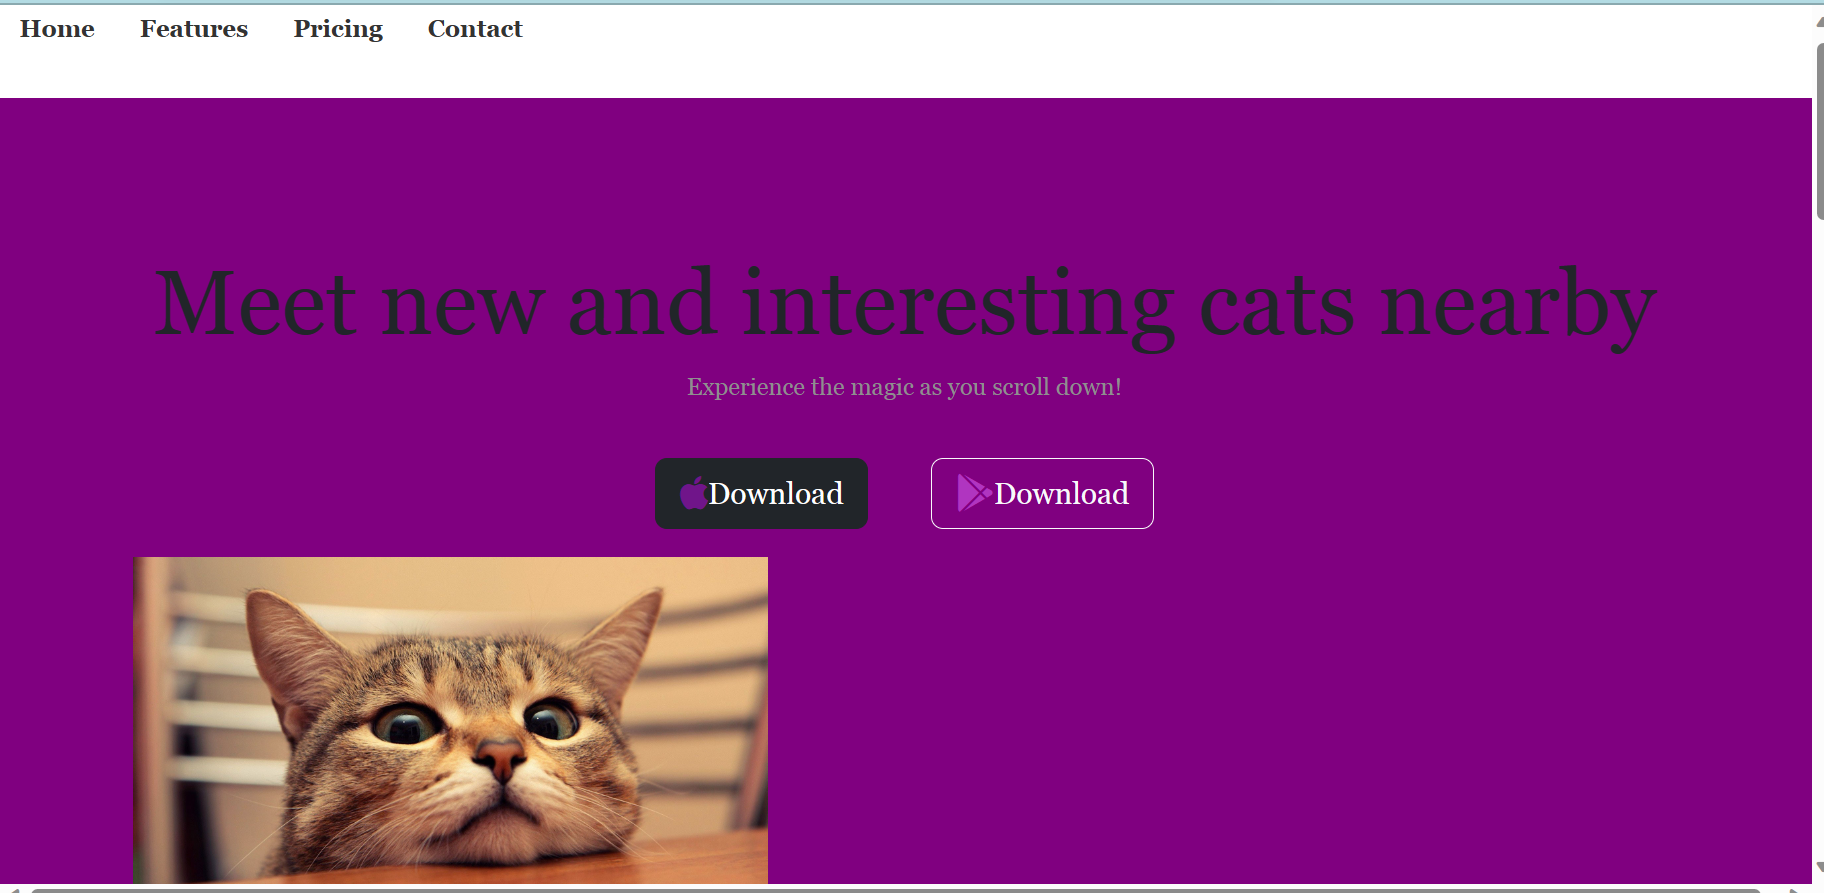 Home Features Pricing Contact
Meet new and interesting cats nearby
Experience the magic as you scroll down!
Download Download